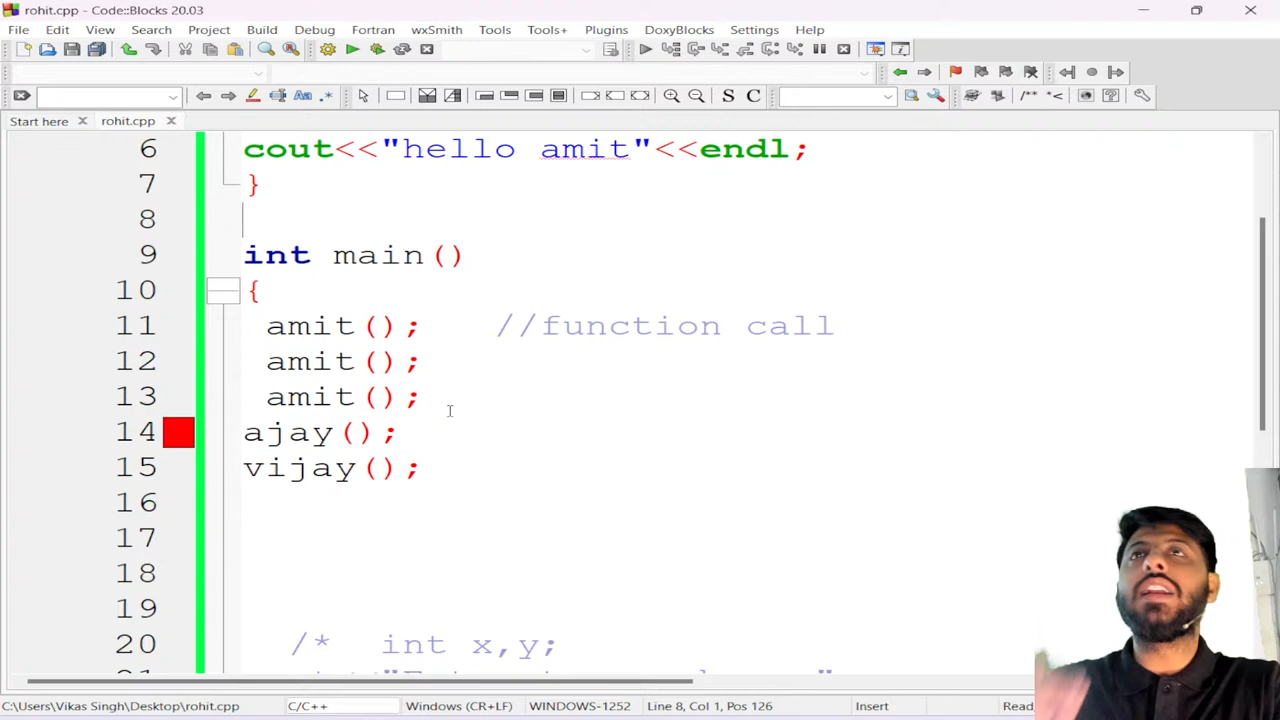 rohit.cpp - Code::Blocks 20.03
File Edit View Search Project Build Debug Fortran wxSmith Tools Tools+ Plugins DoxyBlocks Settings Help
S C /** *<
Start here rohit.cpp
6 cout<<"hello amit"<<endl;
7 }
8
9 int main()
10 {
11 amit(); //function call
12 amit();
13 amit();
14 ajay();
15 vijay();
16
17
18
19
20 /* int x,y;
C:\Users\Vikas Singh\Desktop\rohit.cpp C/C++ Windows (CR+LF) WINDOWS-1252 Line 8, Col 1, Pos 126 Insert